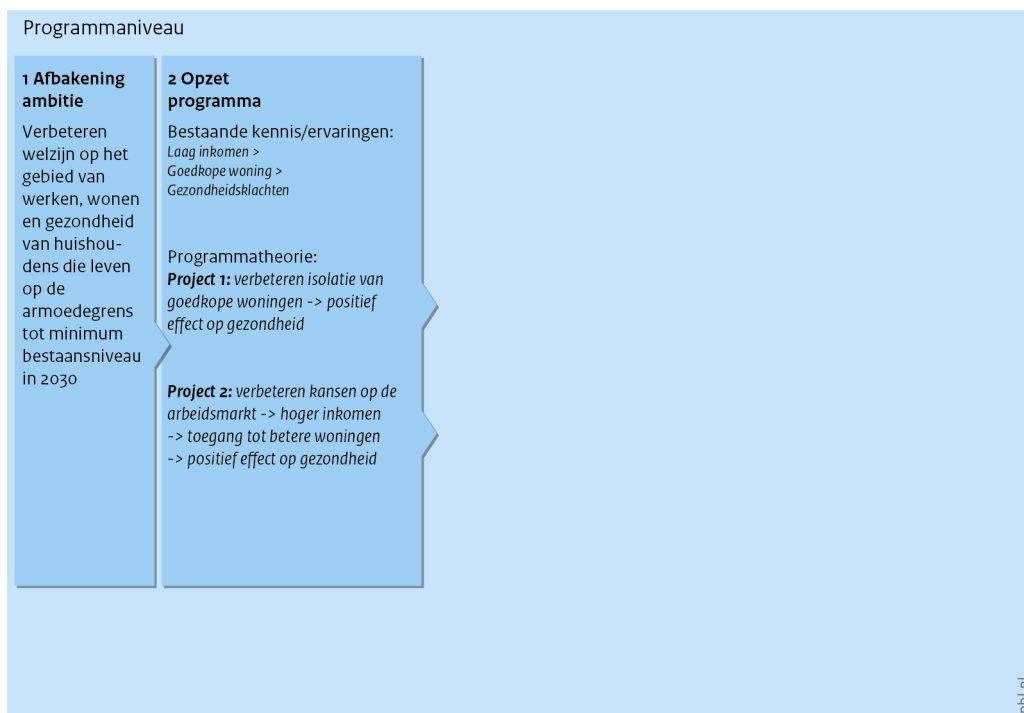 Programmaniveau
1 Afbakening
ambitie
Verbeteren
welzijn op het
gebied van
werken, wonen
en gezondheid
van huishou-
dens die leven
op de
armoedegrens
tot minimum
bestaansniveau
in 2030
2 Opzet
programma
Bestaande kennis/ervaringen:
Laag inkomen >
Goedkope woning >
Gezondheidsklachten
Programmatheorie:
Project 1: verbeteren isolatie van
goedkope woningen -> positief
effect op gezondheid
Project 2: verbeteren kansen op de
arbeidsmarkt -> hoger inkomen
-> toegang tot betere woningen
-> positief effect op gezondheid